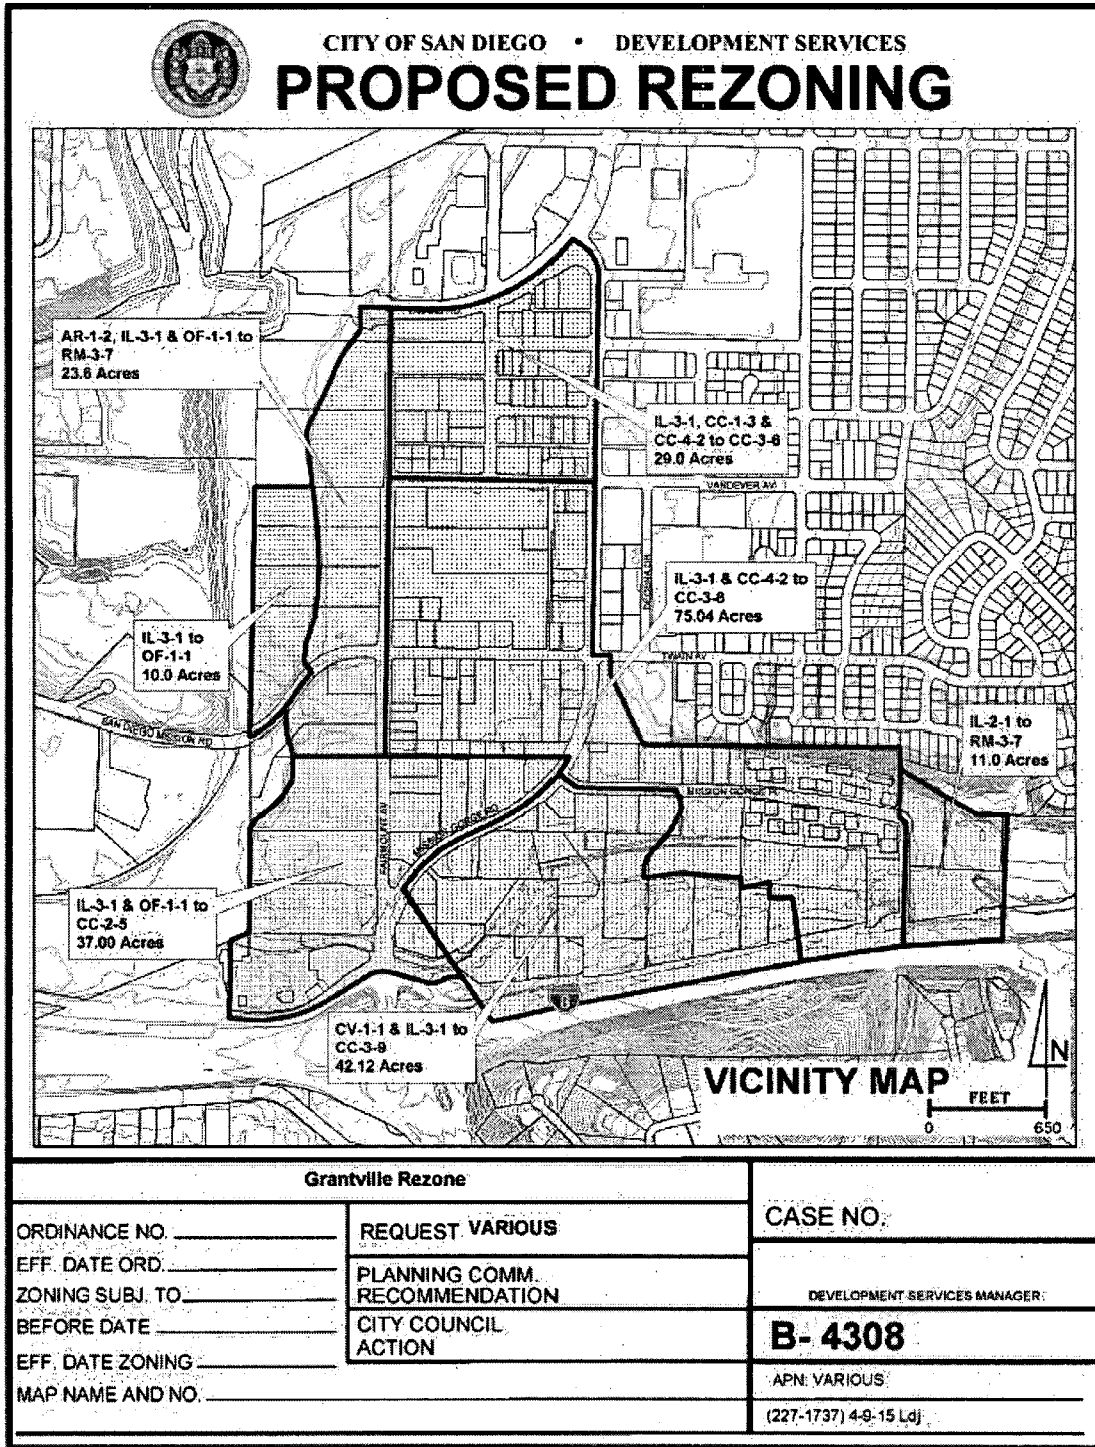 CITY OF SAN DIEGO • DEVELOPMENT SERVICES
PROPOSED REZONING
AR-1-2, IL-3-1 & OF-1-1 to
RM-3-7
23.6 Acres
IL-3-1, CC-1-3 &
CC-4-2 to CC-3-6
29.0 Acres
VANDEVER AV
IL-3-1 & CC-4-2 to
CC-3-8
75.04 Acres
IL-3-1 to
OF-1-1
10.0 Acres
TWAIN AV
SAN DIEGO MISSION RD
IL-2-1 to
RM-3-7
11.0 Acres
MISSION GORGE PL
MISSION GORGE RD
FAIRMOUNT AV
IL-3-1 & OF-1-1 to
CC-2-5
37.00 Acres
8
CV-1-1 & IL-3-1 to
CC-3-9
42.12 Acres
N
VICINITY MAP
FEET
0 650
Grantville Rezone
ORDINANCE NO.
EFF. DATE ORD.
ZONING SUBJ. TO
BEFORE DATE
EFF. DATE ZONING
MAP NAME AND NO.
REQUEST VARIOUS
PLANNING COMM.
RECOMMENDATION
CITY COUNCIL
ACTION
CASE NO.
DEVELOPMENT SERVICES MANAGER
B- 4308
APN: VARIOUS
(227-1737) 4-9-15 Ldj